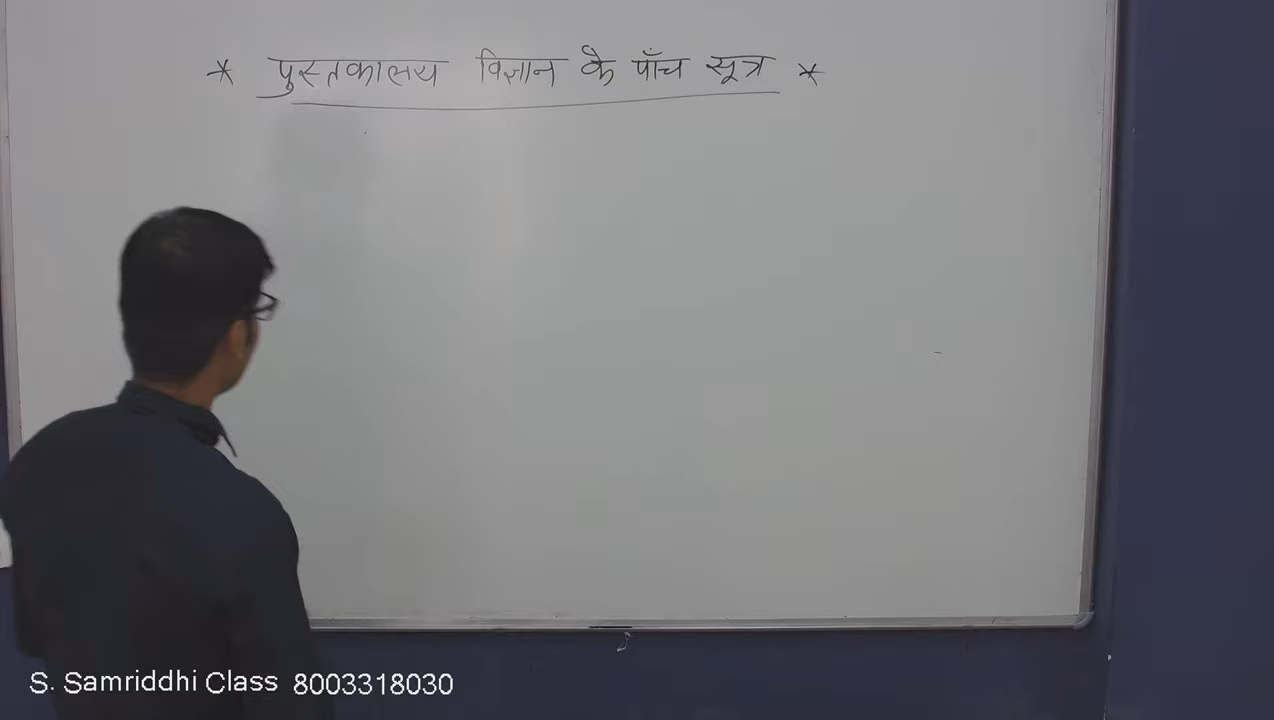 * पुस्तकालय विज्ञान के पाँच सूत्र *
S. Samriddhi Class 8003318030